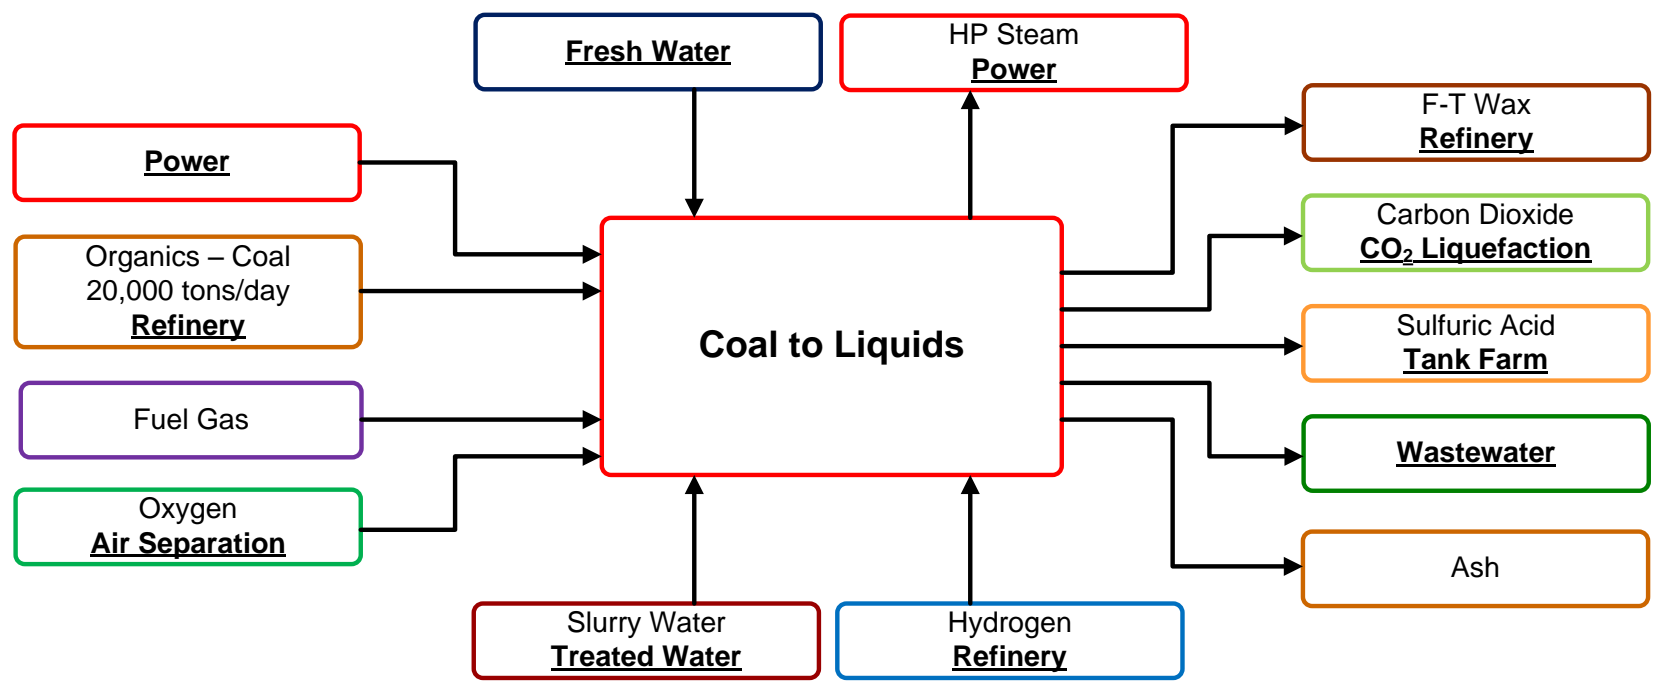 Fresh Water
HP Steam
Power
Power
Organics – Coal
20,000 tons/day
Refinery
Fuel Gas
Oxygen
Air Separation
Coal to Liquids
F-T Wax
Refinery
Carbon Dioxide
CO₂ Liquefaction
Sulfuric Acid
Tank Farm
Wastewater
Ash
Slurry Water
Treated Water
Hydrogen
Refinery